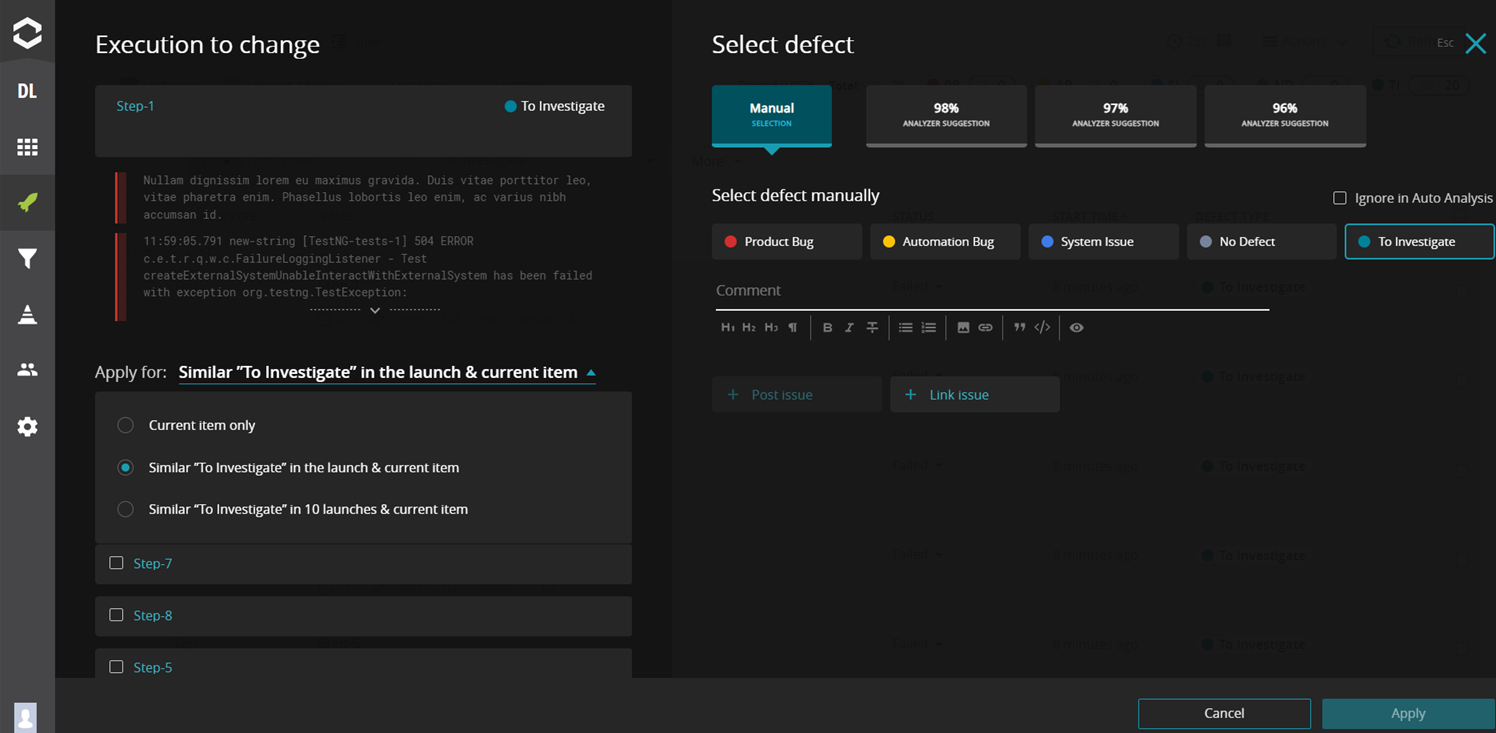 DL
Execution to change
Step-1
To Investigate
Nullam dignissim lorem eu maximus gravida. Duis vitae porttitor leo,
vitae pharetra enim. Phasellus lobortis leo enim, ac varius nibh
accumsan id.
11:59:05.791 new-string [TestNG-tests-1] 504 ERROR
c.e.t.r.q.w.c.FailureLoggingListener - Test
createExternalSystemUnableInteractWithExternalSystem has been failed
with exception org.testng.TestException:
Apply for: Similar ”To Investigate” in the launch & current item
Current item only
Similar ”To Investigate” in the launch & current item
Similar ”To Investigate” in 10 launches & current item
Step-7
Step-8
Step-5
Select defect
Esc
Manual
SELECTION
98%
ANALYZER SUGGESTION
97%
ANALYZER SUGGESTION
96%
ANALYZER SUGGESTION
Select defect manually
Ignore in Auto Analysis
Product Bug
Automation Bug
System Issue
No Defect
To Investigate
Comment
H1 H2 H3 ¶ B I T
+ Post issue
+ Link issue
Cancel
Apply